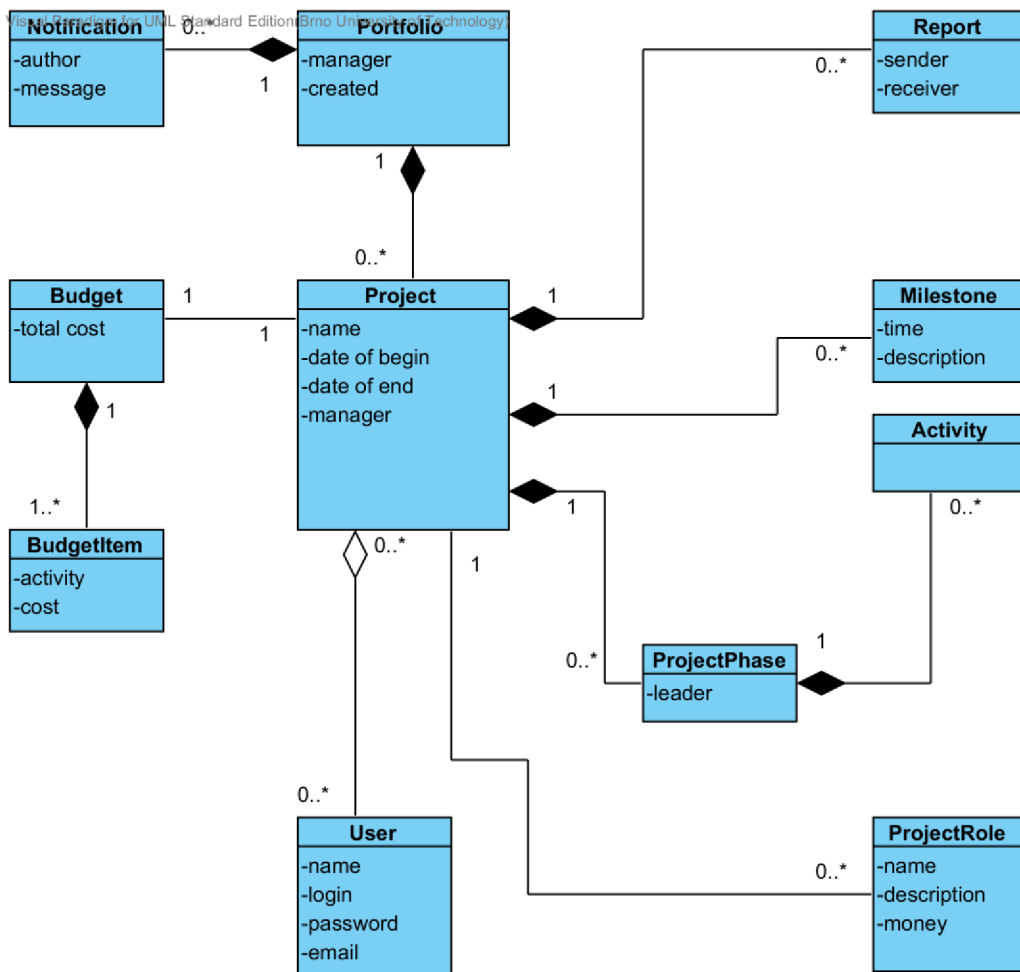 Visual Paradigm for UML Standard Edition(Brno University of Technology)
Notification
-author
-message
0..*
1
Portfolio
-manager
-created
1
0..*
Report
-sender
-receiver
0..*
Budget
-total cost
1
1
Project
-name
-date of begin
-date of end
-manager
1
Milestone
-time
-description
0..*
1
1
Activity
0..*
1
1..*
BudgetItem
-activity
-cost
0..*
1
0..*
ProjectPhase
-leader
1
0..*
User
-name
-login
-password
-email
0..*
ProjectRole
-name
-description
-money